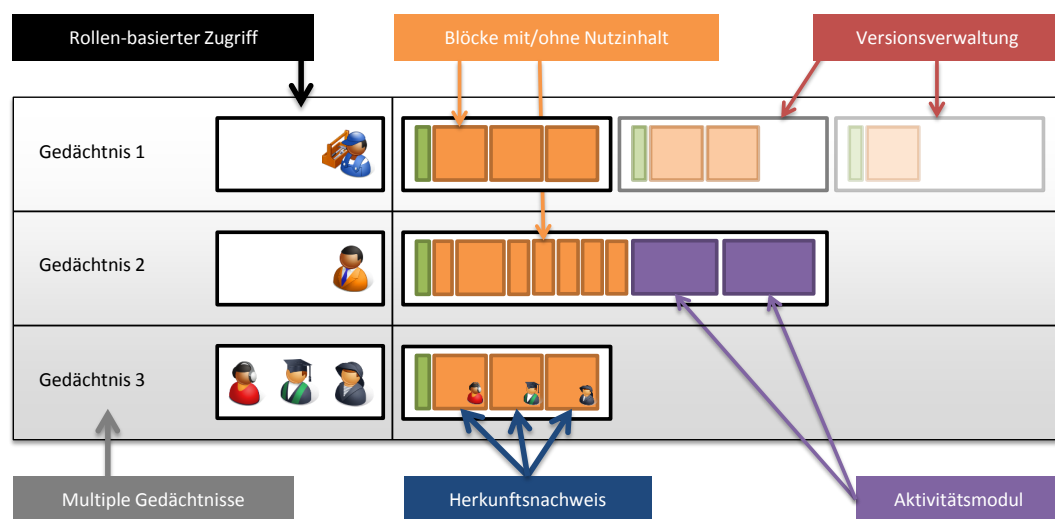 Rollen-basierter Zugriff
Blöcke mit/ohne Nutzinhalt
Versionsverwaltung
Gedächtnis 1
Gedächtnis 2
Gedächtnis 3
Multiple Gedächtnisse
Herkunftsnachweis
Aktivitätsmodul